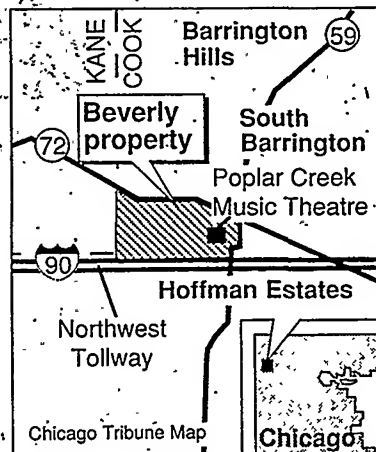 KANE
COOK
Barrington
Hills
59
Beverly
property
72
South
Barrington
Poplar Creek
Music Theatre
90
Hoffman Estates
Northwest
Tollway
Chicago Tribune Map
Chicago